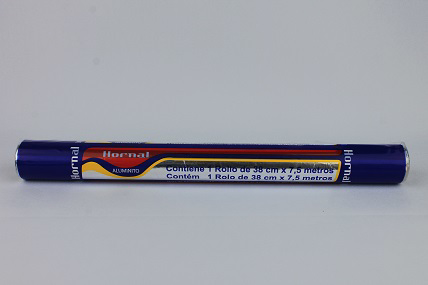 Hornal
Hornal
ALUMINITO
Contiene 1 Rollo de 38 cm x 7,5 metros
Contém 1 Rolo de 38 cm x 7,5 metros
Hornal